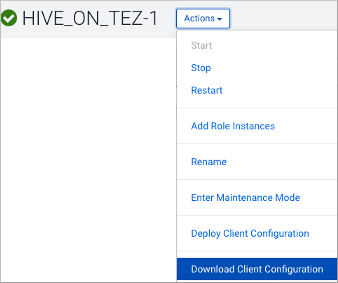 HIVE_ON_TEZ-1
Actions
Start
Stop
Restart
Add Role Instances
Rename
Enter Maintenance Mode
Deploy Client Configuration
Download Client Configuration